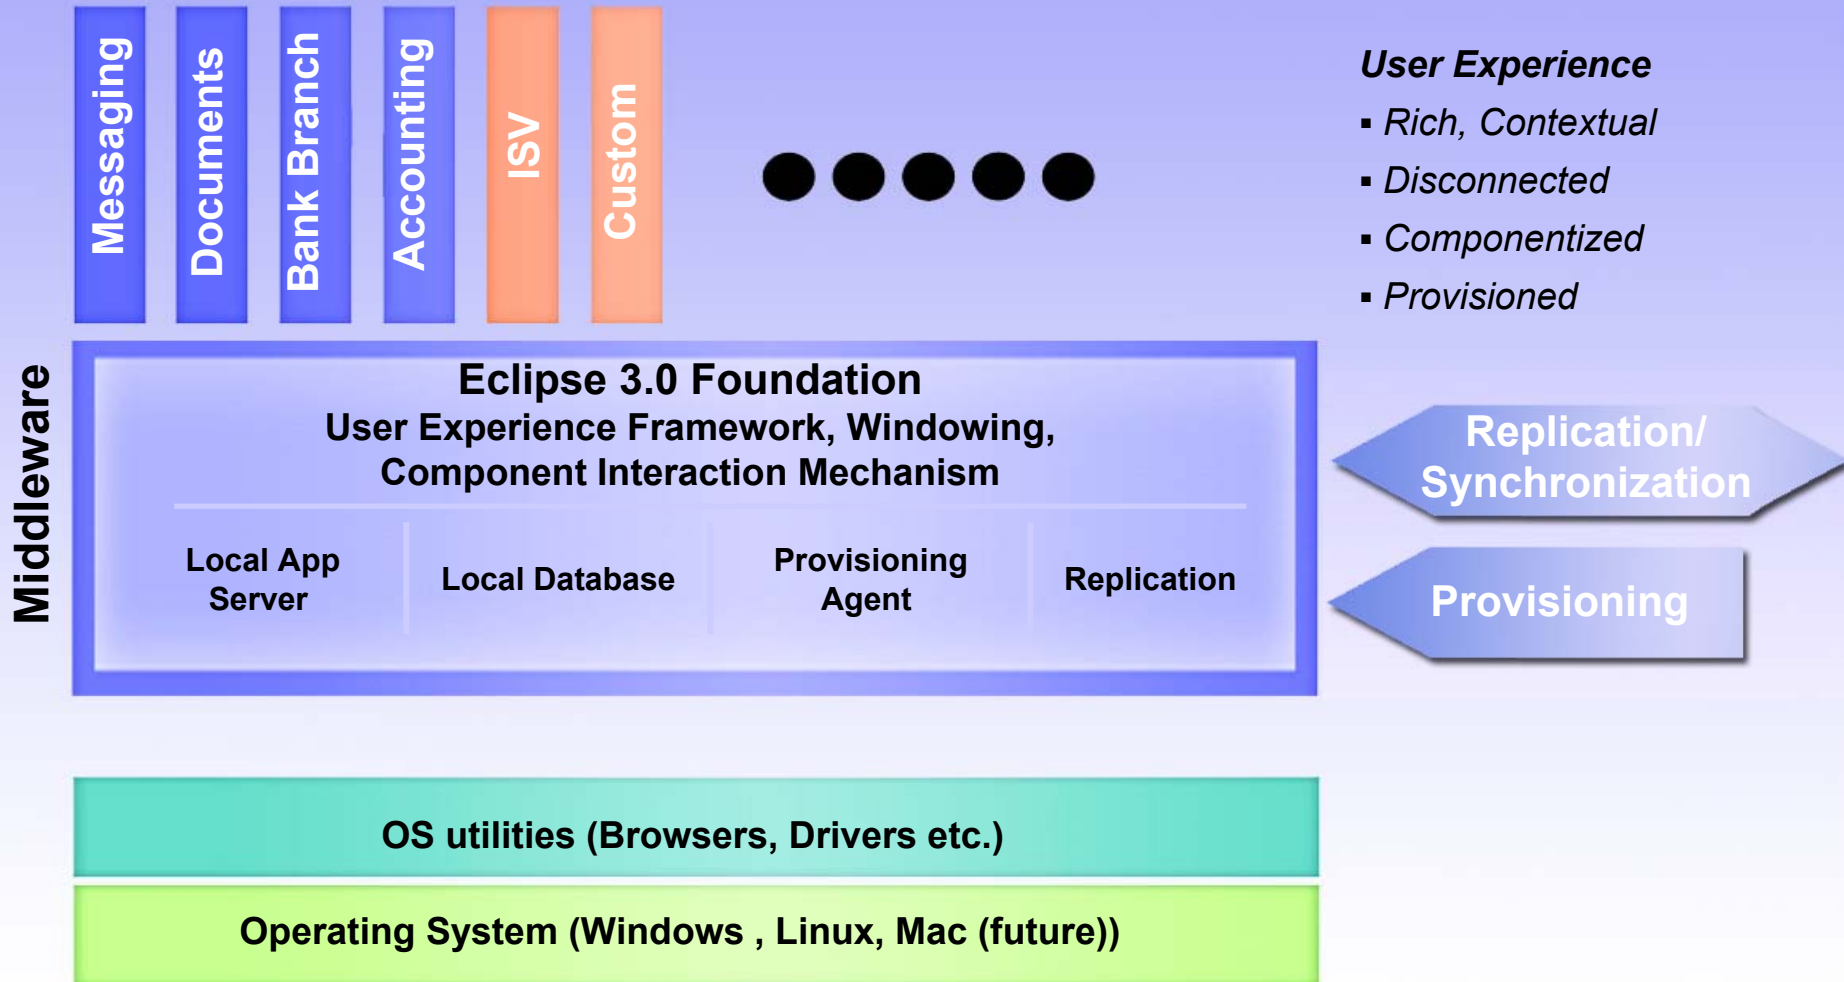 Messaging
Documents
Bank Branch
Accounting
ISV
Custom
User Experience
▪ Rich, Contextual
▪ Disconnected
▪ Componentized
▪ Provisioned
Middleware
Eclipse 3.0 Foundation
User Experience Framework, Windowing,
Component Interaction Mechanism
Local App
Server
Local Database
Provisioning
Agent
Replication
Replication/
Synchronization
Provisioning
OS utilities (Browsers, Drivers etc.)
Operating System (Windows , Linux, Mac (future))